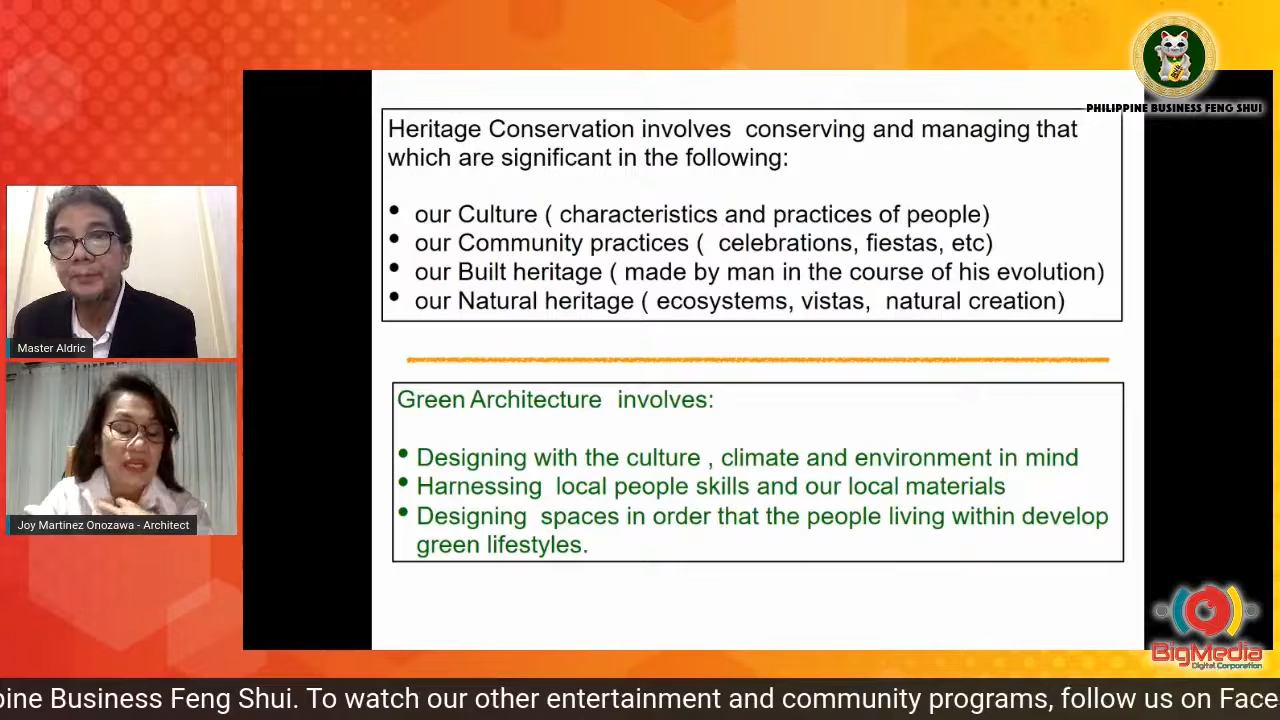 PHILIPPINE BUSINESS FENG SHUI
Heritage Conservation involves conserving and managing that
which are significant in the following:
• our Culture ( characteristics and practices of people)
• our Community practices ( celebrations, fiestas, etc)
• our Built heritage ( made by man in the course of his evolution)
• our Natural heritage ( ecosystems, vistas, natural creation)
Master Aldric
Green Architecture involves:
• Designing with the culture , climate and environment in mind
• Harnessing local people skills and our local materials
• Designing spaces in order that the people living within develop
green lifestyles.
Joy Martinez Onozawa - Architect
BigMedia
Digital Corporation
pine Business Feng Shui. To watch our other entertainment and community programs, follow us on Face